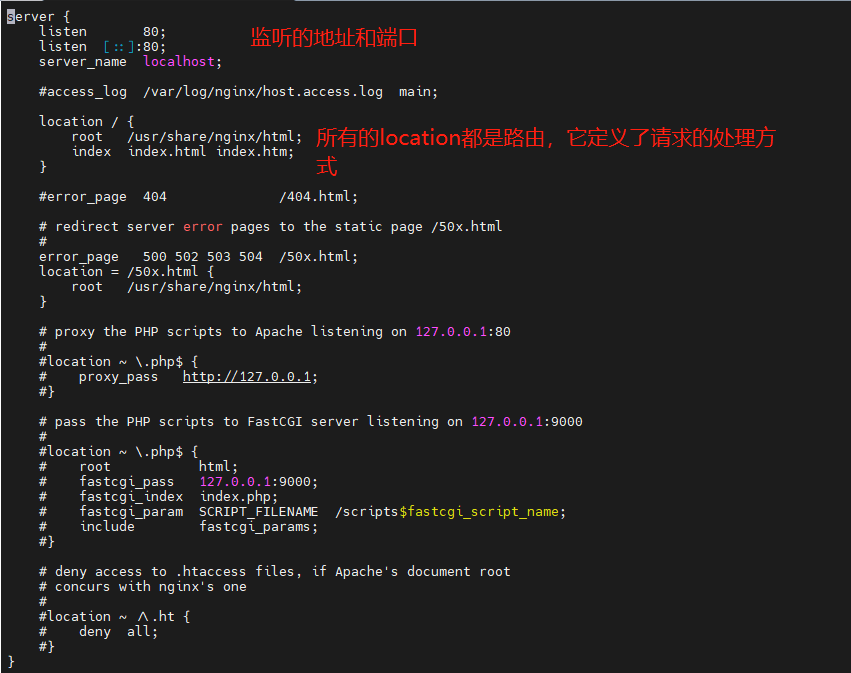 server {
    listen       80;
    listen  [::]:80;
    server_name  localhost;
监听的地址和端口
    #access_log  /var/log/nginx/host.access.log  main;
    location / {
        root   /usr/share/nginx/html;
        index  index.html index.htm;
    }
所有的location都是路由，它定义了请求的处理方
式
    #error_page  404              /404.html;
    # redirect server error pages to the static page /50x.html
    #
    error_page   500 502 503 504  /50x.html;
    location = /50x.html {
        root   /usr/share/nginx/html;
    }
    # proxy the PHP scripts to Apache listening on 127.0.0.1:80
    #
    #location ~ \.php$ {
    #    proxy_pass   http://127.0.0.1;
    #}
    # pass the PHP scripts to FastCGI server listening on 127.0.0.1:9000
    #
    #location ~ \.php$ {
    #    root           html;
    #    fastcgi_pass   127.0.0.1:9000;
    #    fastcgi_index  index.php;
    #    fastcgi_param  SCRIPT_FILENAME  /scripts$fastcgi_script_name;
    #    include        fastcgi_params;
    #}
    # deny access to .htaccess files, if Apache's document root
    # concurs with nginx's one
    #
    #location ~ /\.ht {
    #    deny  all;
    #}
}